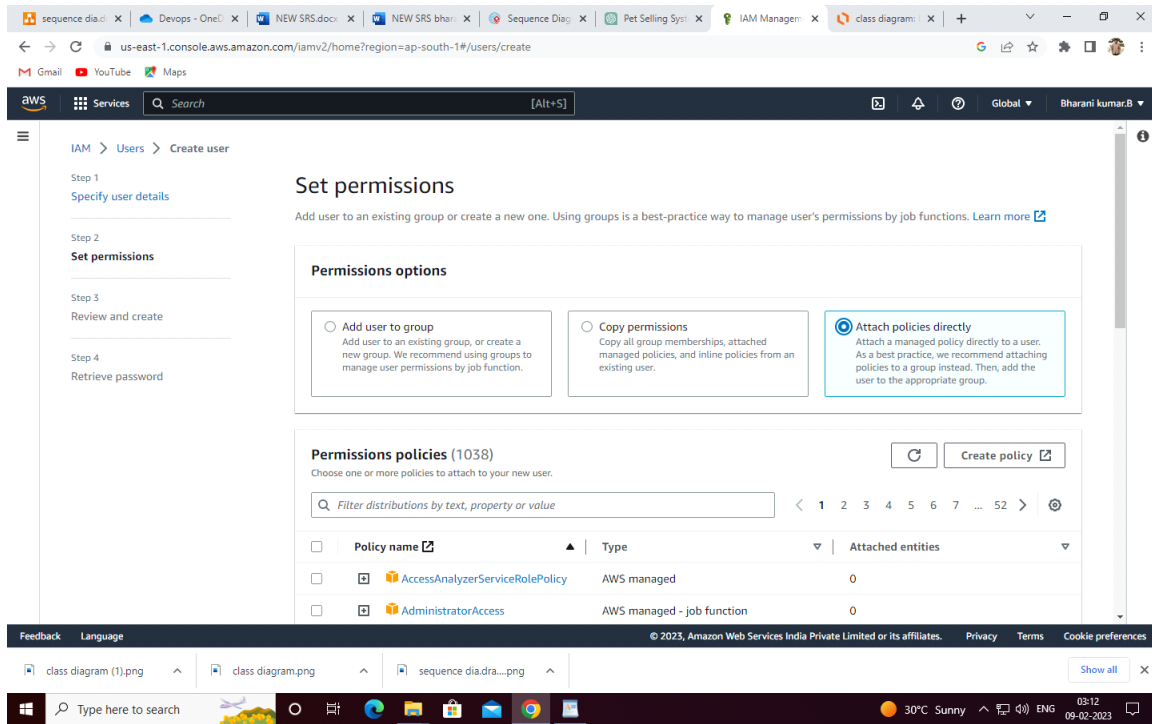 sequence dia.d
Devops - OneD
NEW SRS.docx
NEW SRS bhara
Sequence Diag
Pet Selling Syst
IAM Managem
class diagram:
us-east-1.console.aws.amazon.com/iamv2/home?region=ap-south-1#/users/create
Gmail YouTube Maps
aws Services Search [Alt+S] Global Bharani kumar.B
IAM > Users > Create user
Step 1
Specify user details
Step 2
Set permissions
Step 3
Review and create
Step 4
Retrieve password
Set permissions
Add user to an existing group or create a new one. Using groups is a best-practice way to manage user's permissions by job functions. Learn more
Permissions options
Add user to group
Add user to an existing group, or create a
new group. We recommend using groups to
manage user permissions by job function.
Copy permissions
Copy all group memberships, attached
managed policies, and inline policies from an
existing user.
Attach policies directly
Attach a managed policy directly to a user.
As a best practice, we recommend attaching
policies to a group instead. Then, add the
user to the appropriate group.
Permissions policies (1038)
Choose one or more policies to attach to your new user.
Create policy
Filter distributions by text, property or value
< 1 2 3 4 5 6 7 ... 52 >
Policy name Type Attached entities
AccessAnalyzerServiceRolePolicy AWS managed 0
AdministratorAccess AWS managed - job function 0
Feedback Language © 2023, Amazon Web Services India Private Limited or its affiliates. Privacy Terms Cookie preferences
class diagram (1).png class diagram.png sequence dia.dra....png Show all
Type here to search 30°C Sunny ENG 03:12
09-02-2023